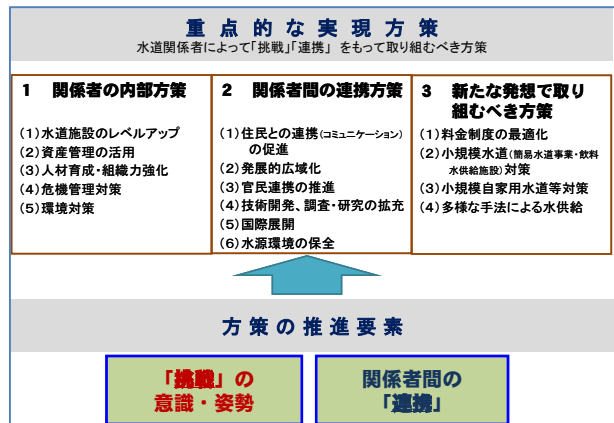 重点的な実現方策
水道関係者によって「挑戦」「連携」をもって取り組むべき方策
1 関係者の内部方策
(1)水道施設のレベルアップ
(2)資産管理の活用
(3)人材育成・組織力強化
(4)危機管理対策
(5)環境対策
2 関係者間の連携方策
(1)住民との連携(コミュニケーション)
の促進
(2)発展的広域化
(3)官民連携の推進
(4)技術開発、調査・研究の拡充
(5)国際展開
(6)水源環境の保全
3 新たな発想で取り
組むべき方策
(1)料金制度の最適化
(2)小規模水道(簡易水道事業・飲料
水供給施設)対策
(3)小規模自家用水道等対策
(4)多様な手法による水供給
方策の推進要素
「挑戦」の
意識・姿勢
関係者間の
「連携」